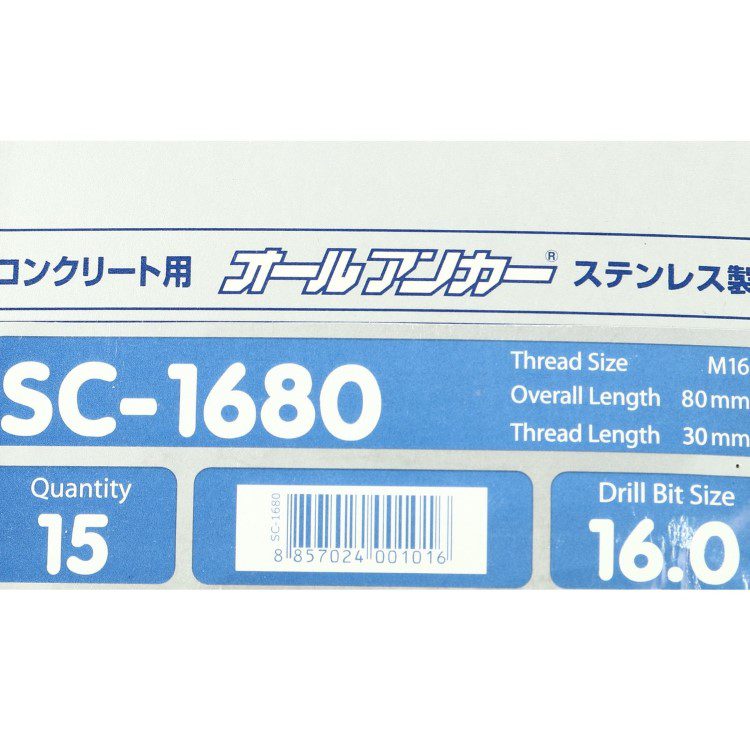 コンクリート用 オールアンカー® ステンレス製
SC-1680
Thread Size M16
Overall Length 80mm
Thread Length 30mm
Quantity
15
SC-1680
8 857024 001016
Drill Bit Size
16.0